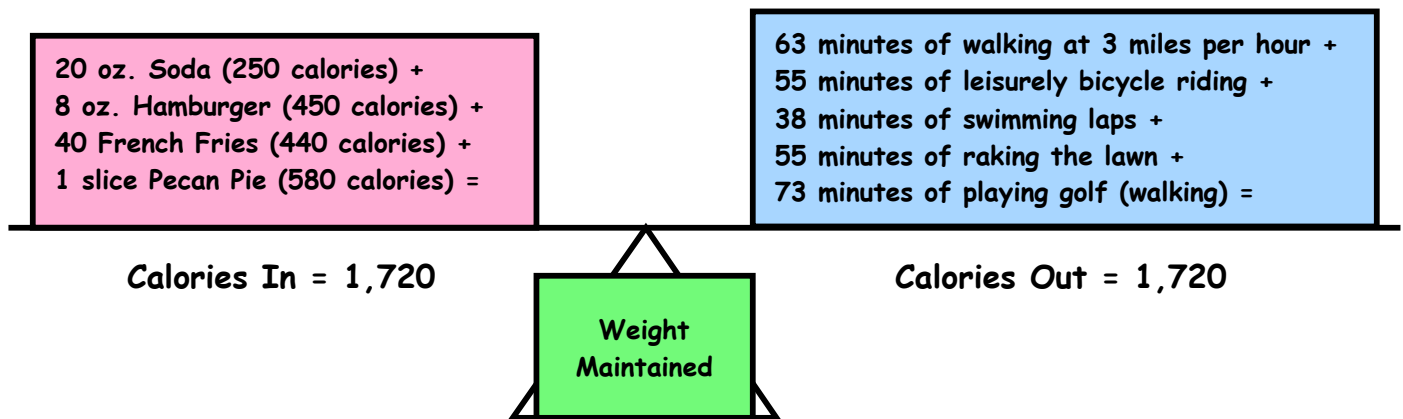 20 oz. Soda (250 calories) +
8 oz. Hamburger (450 calories) +
40 French Fries (440 calories) +
1 slice Pecan Pie (580 calories) =
63 minutes of walking at 3 miles per hour +
55 minutes of leisurely bicycle riding +
38 minutes of swimming laps +
55 minutes of raking the lawn +
73 minutes of playing golf (walking) =
Calories In = 1,720
Calories Out = 1,720
Weight
Maintained